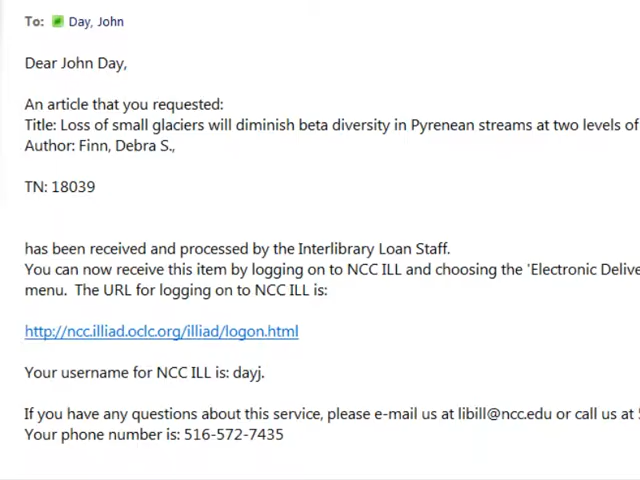 To: Day, John
Dear John Day,
An article that you requested:
Title: Loss of small glaciers will diminish beta diversity in Pyrenean streams at two levels of
Author: Finn, Debra S.,
TN: 18039
has been received and processed by the Interlibrary Loan Staff.
You can now receive this item by logging on to NCC ILL and choosing the 'Electronic Delive
menu. The URL for logging on to NCC ILL is:
http://ncc.illiad.oclc.org/illiad/logon.html
Your username for NCC ILL is: dayj.
If you have any questions about this service, please e-mail us at libill@ncc.edu or call us at
Your phone number is: 516-572-7435